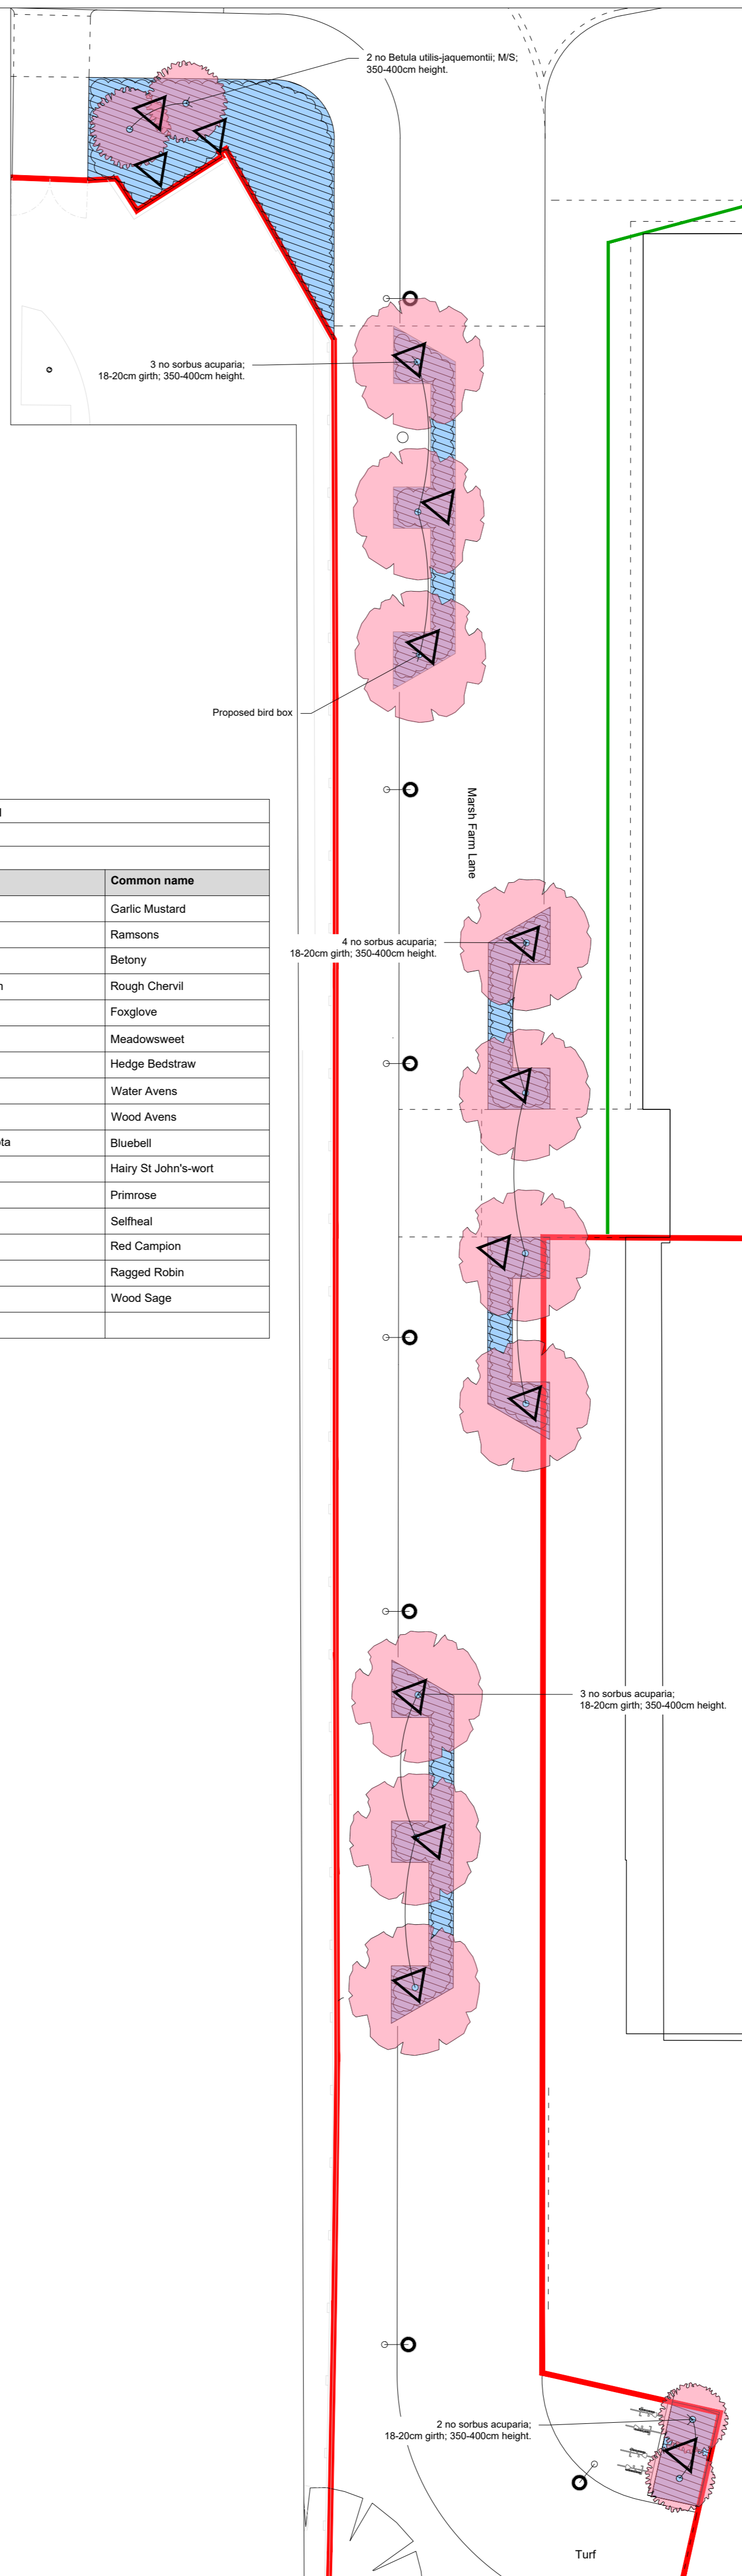 2 no Betula utilis-jaquemontii; M/S;
350-400cm height.
3 no sorbus acuparia;
18-20cm girth; 350-400cm height.
Proposed bird box
Marsh Farm Lane
Common name
Garlic Mustard
Ramsons
Betony
Rough Chervil
Foxglove
Meadowsweet
Hedge Bedstraw
Water Avens
Wood Avens
Bluebell
Hairy St John's-wort
Primrose
Selfheal
Red Campion
Ragged Robin
Wood Sage
4 no sorbus acuparia;
18-20cm girth; 350-400cm height.
3 no sorbus acuparia;
18-20cm girth; 350-400cm height.
2 no sorbus acuparia;
18-20cm girth; 350-400cm height.
Turf